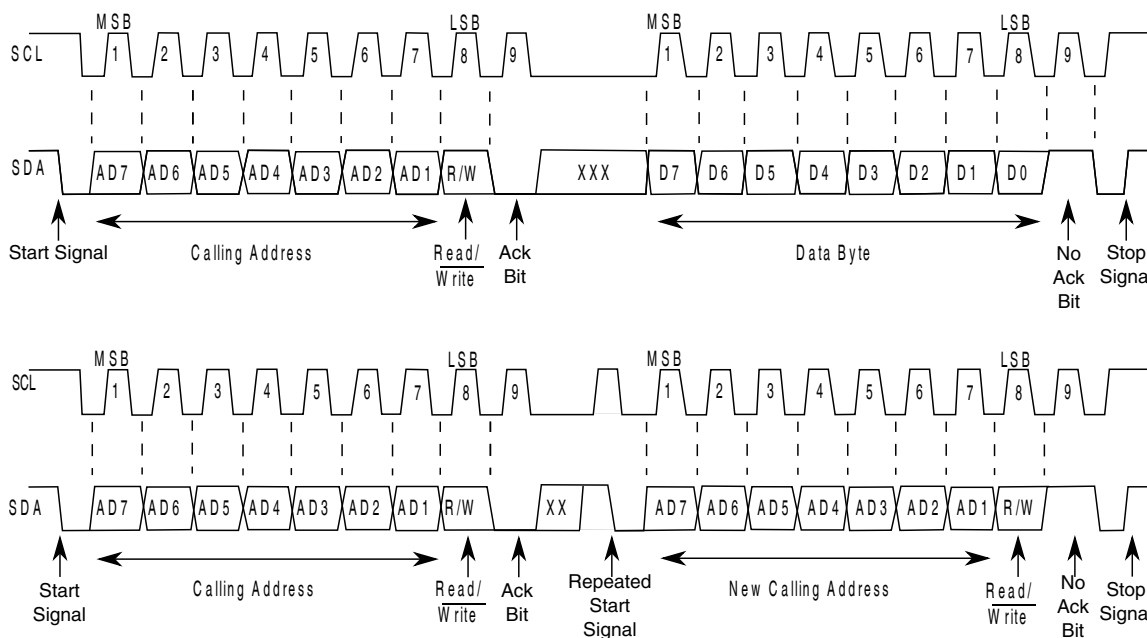 MSB LSB MSB LSB
SCL 1 2 3 4 5 6 7 8 9 1 2 3 4 5 6 7 8 9
SDA AD7 AD6 AD5 AD4 AD3 AD2 AD1 R/W XXX D7 D6 D5 D4 D3 D2 D1 D0
Start Signal Calling Address Read/ Ack Data Byte No Stop
Write Bit Ack Signal
Bit
MSB LSB MSB LSB
SCL 1 2 3 4 5 6 7 8 9 1 2 3 4 5 6 7 8 9
SDA AD7 AD6 AD5 AD4 AD3 AD2 AD1 R/W XX AD7 AD6 AD5 AD4 AD3 AD2 AD1 R/W
Start Calling Address Read/ Ack Repeated New Calling Address Read/ No Stop
Signal Write Bit Start Write Ack Signal
Signal Bit